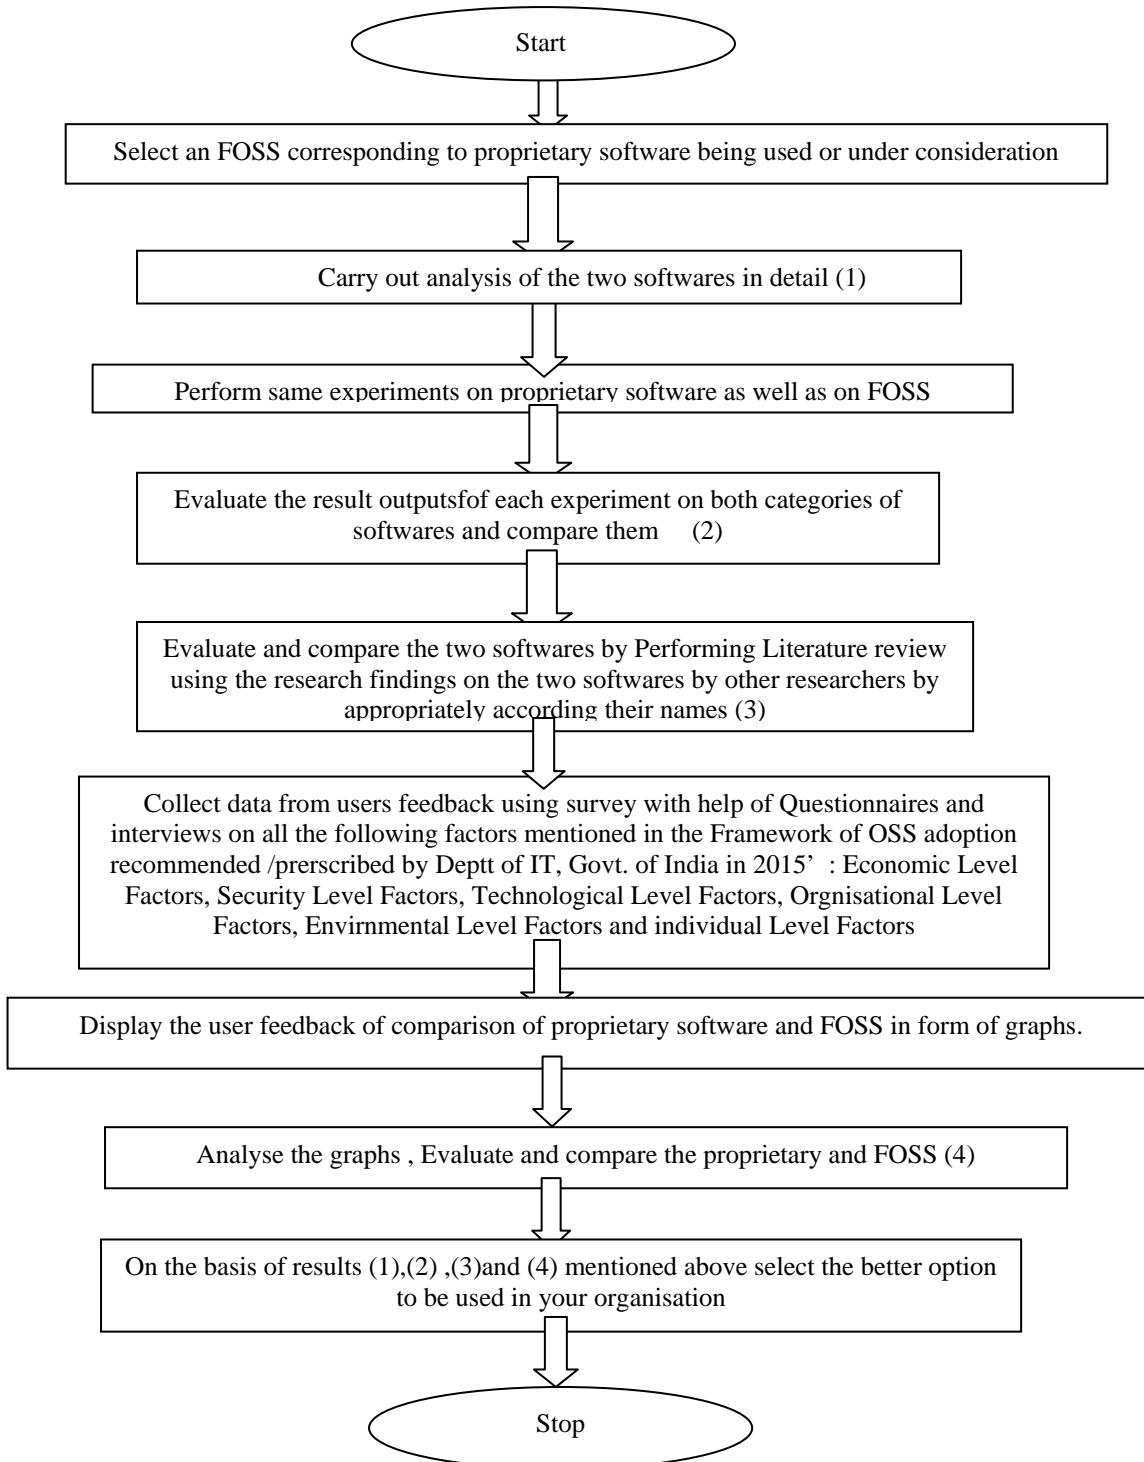 Start
Select an FOSS corresponding to proprietary software being used or under consideration
Carry out analysis of the two softwares in detail (1)
Perform same experiments on proprietary software as well as on FOSS
Evaluate the result outputsfof each experiment on both categories of
softwares and compare them (2)
Evaluate and compare the two softwares by Performing Literature review
using the research findings on the two softwares by other researchers by
appropriately according their names (3)
Collect data from users feedback using survey with help of Questionnaires and
interviews on all the following factors mentioned in the Framework of OSS adoption
recommended /prerscribed by Deptt of IT, Govt. of India in 2015’ : Economic Level
Factors, Security Level Factors, Technological Level Factors, Orgnisational Level
Factors, Envirnmental Level Factors and individual Level Factors
Display the user feedback of comparison of proprietary software and FOSS in form of graphs.
Analyse the graphs , Evaluate and compare the proprietary and FOSS (4)
On the basis of results (1),(2) ,(3)and (4) mentioned above select the better option
to be used in your organisation
Stop